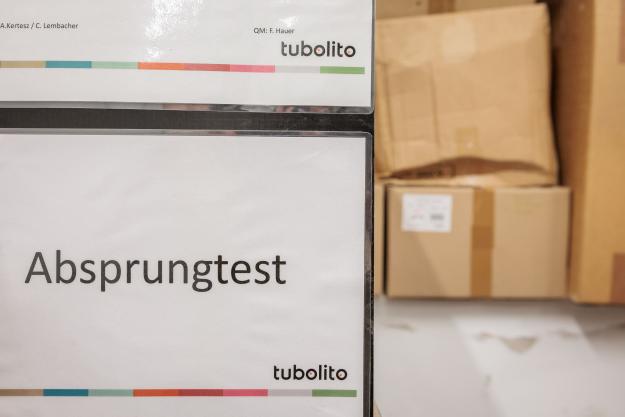 A.Kertesz / C. Lembacher
QM: F. Hauer
tubolito
Absprungtest
tubolito